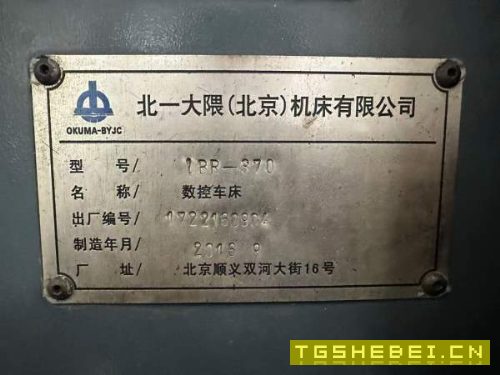 北一大隈(北京)机床有限公司
OKUMA-BYJC
型 号/
名 称/ 数控车床
出厂编号/
制造年月/ 2016 9
厂 址/ 北京顺义双河大街16号
TGSHEBEI.CN